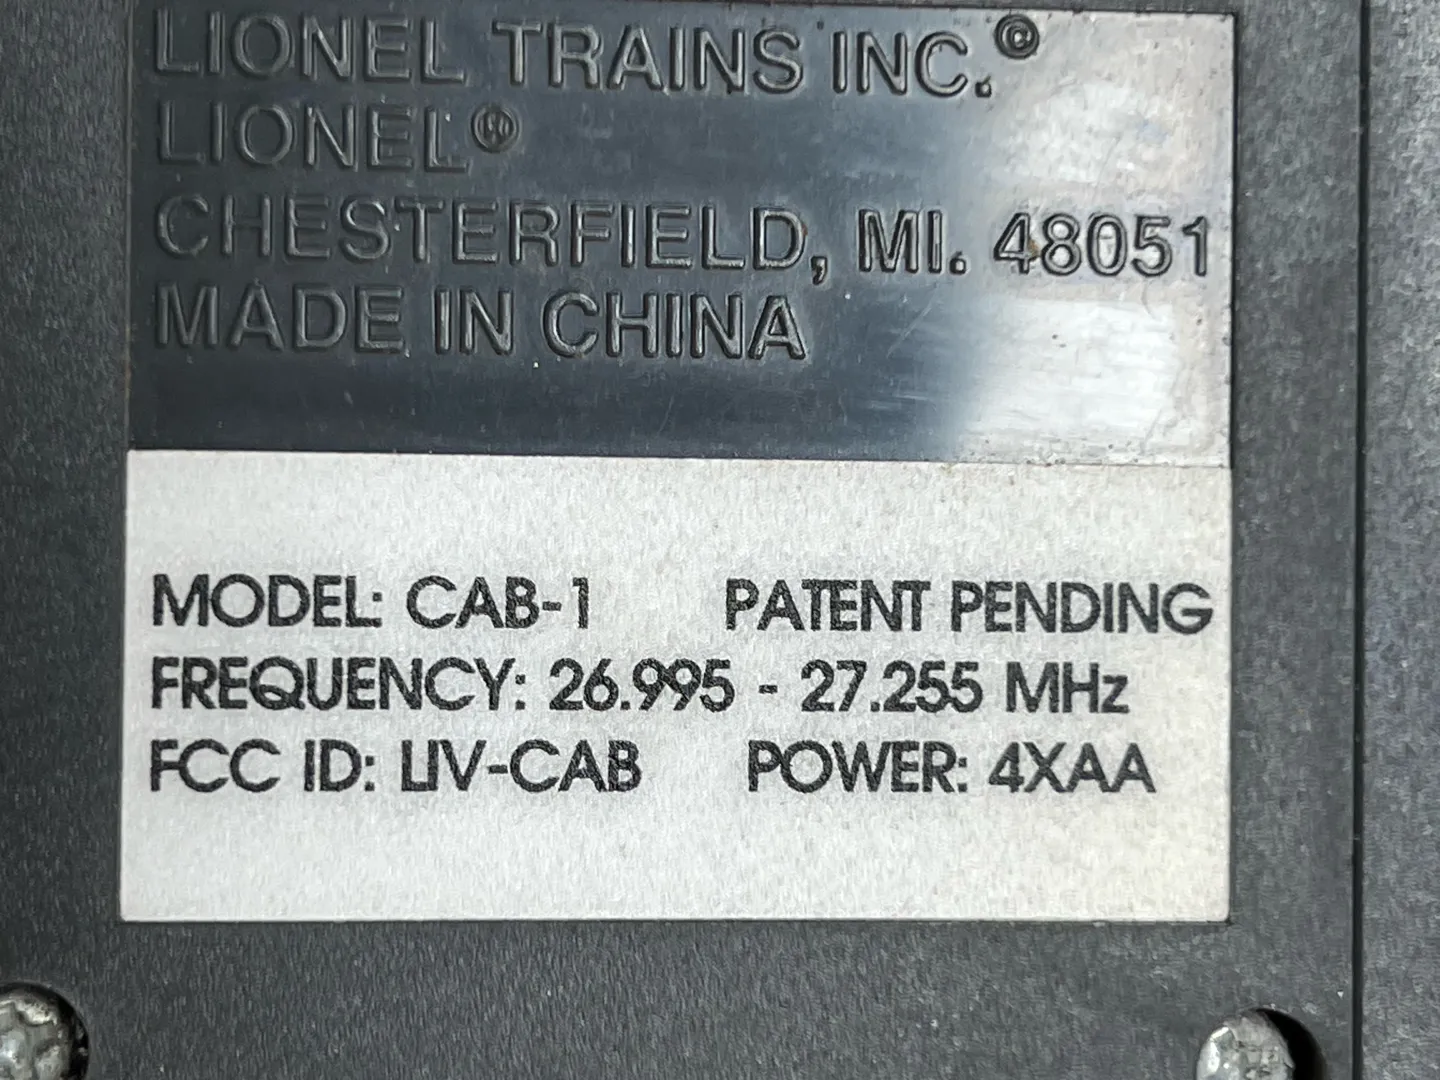 LIONEL TRAINS INC.©
LIONEL®
CHESTERFIELD, MI. 48051
MADE IN CHINA
MODEL: CAB-1 PATENT PENDING
FREQUENCY: 26.995 - 27.255 MHz
FCC ID: LIV-CAB POWER: 4XAA